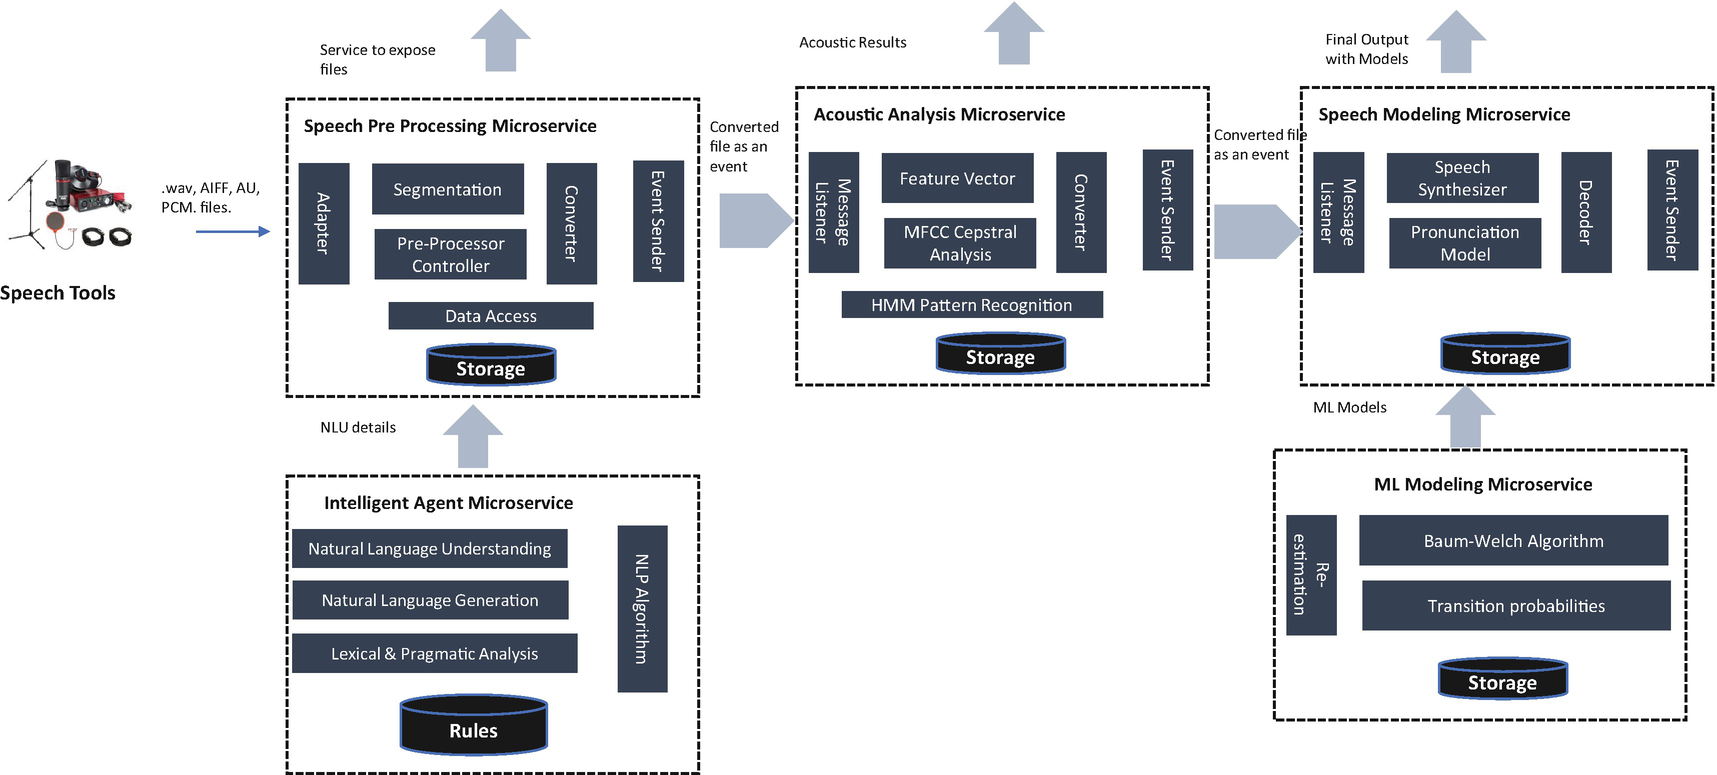 Service to expose
files
Acoustic Results
Final Output
with Models
Speech Pre Processing Microservice
Adapter
Segmentation
Pre-Processor
Controller
Converter
Event Sender
Data Access
Storage
.wav, AIFF, AU,
PCM. files.
Speech Tools
Converted
file as an
event
Acoustic Analysis Microservice
Message
Listener
Feature Vector
MFCC Cepstral
Analysis
Converter
Event Sender
HMM Pattern Recognition
Storage
Converted file
as an event
Speech Modeling Microservice
Message
Listener
Speech
Synthesizer
Pronunciation
Model
Decoder
Event Sender
Storage
NLU details
Intelligent Agent Microservice
Natural Language Understanding
Natural Language Generation
Lexical & Pragmatic Analysis
NLP Algorithm
Rules
ML Models
ML Modeling Microservice
Re-
estimation
Baum-Welch Algorithm
Transition probabilities
Storage